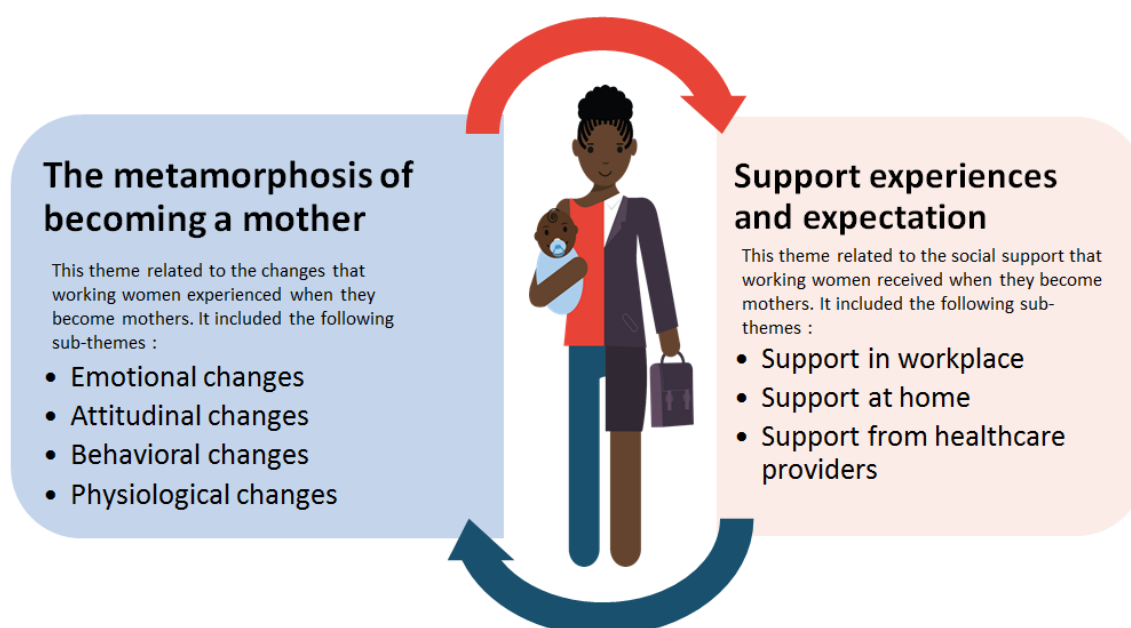 The metamorphosis of
becoming a mother
This theme related to the changes that
working women experienced when they
become mothers. It included the following
sub-themes :
• Emotional changes
• Attitudinal changes
• Behavioral changes
• Physiological changes
Support experiences
and expectation
This theme related to the social support that
working women received when they become
mothers. It included the following sub-
themes :
• Support in workplace
• Support at home
• Support from healthcare
providers